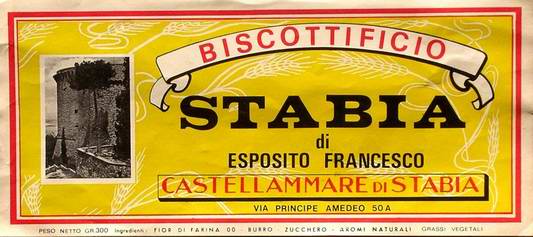 BISCOTTIFICIO
STABIA
di
ESPOSITO FRANCESCO
CASTELLAMMARE DI STABIA
VIA PRINCIPE AMEDEO 50 A
PESO NETTO GR 300 Ingredienti: FIOR DI FARINA 00 - BURRO - ZUCCHERO - AROMI NATURALI GRASSI VEGETALI